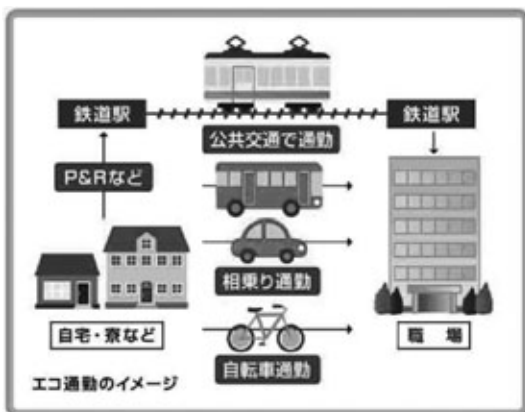 鉄道駅
鉄道駅
公共交通で通勤
P&Rなど
相乗り通勤
自宅・寮など
職場
自転車通勤
エコ通勤のイメージ